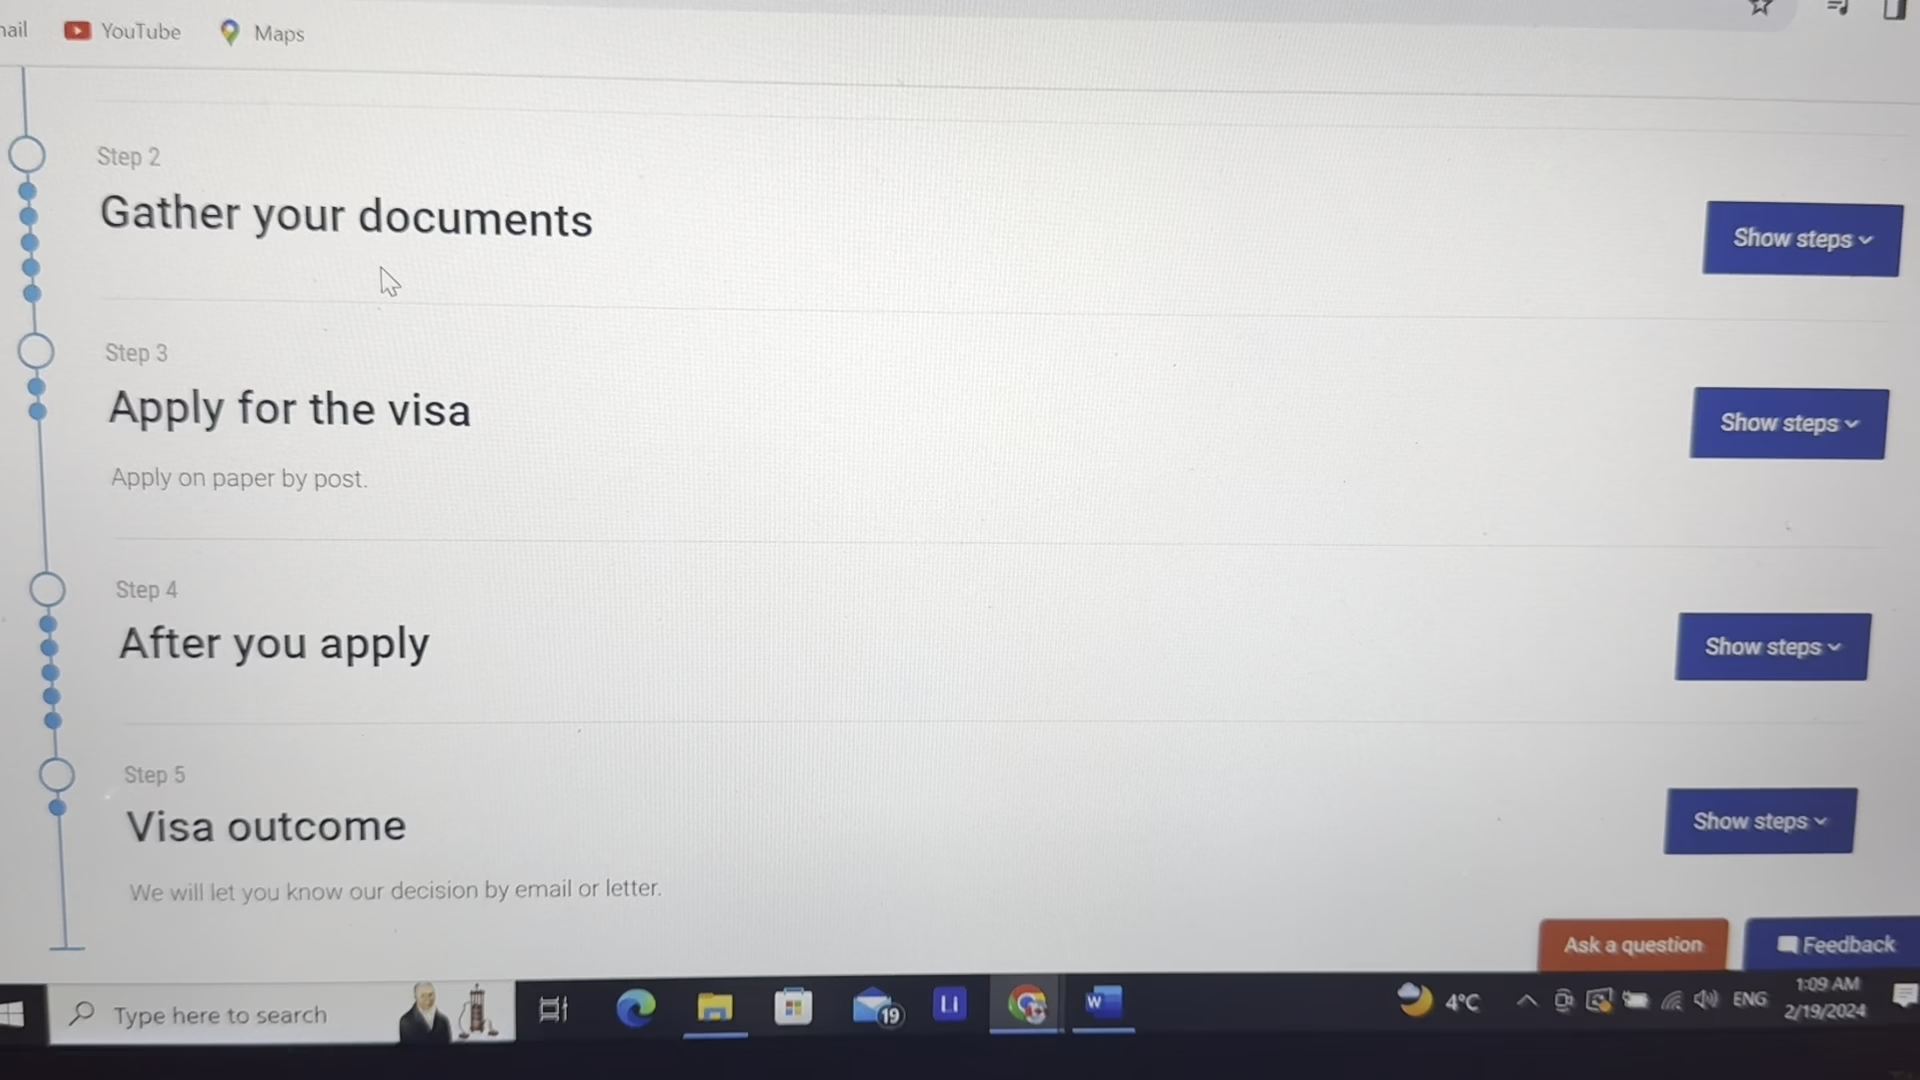 YouTube
Maps
Step 2
Gather your documents
Show steps
Step 3
Apply for the visa
Show steps
Apply on paper by post.
Step 4
After you apply
Show steps
Step 5
Visa outcome
Show steps
We will let you know our decision by email or letter.
Ask a question
Feedback
Type here to search
19
Li
W
4°C
ENG
1:09 AM
2/19/2024